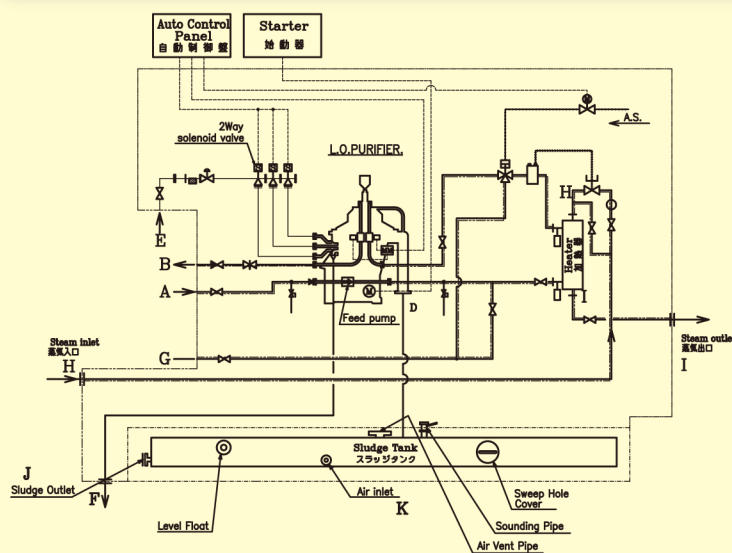 Auto Control
Panel
自動制御盤
Starter
始動器
2Way
solenoid valve
L.O.PURIFIER.
A.S.
E
H
B
A
Heater
加熱器
I
M
Feed pump
D
Steam inlet
蒸気入口
H
G
Steam outlet
蒸気出口
I
Sludge Tank
スラッジタンク
J
Sludge Outlet
F
Level Float
Air inlet
K
Sweep Hole
Cover
Sounding Pipe
Air Vent Pipe